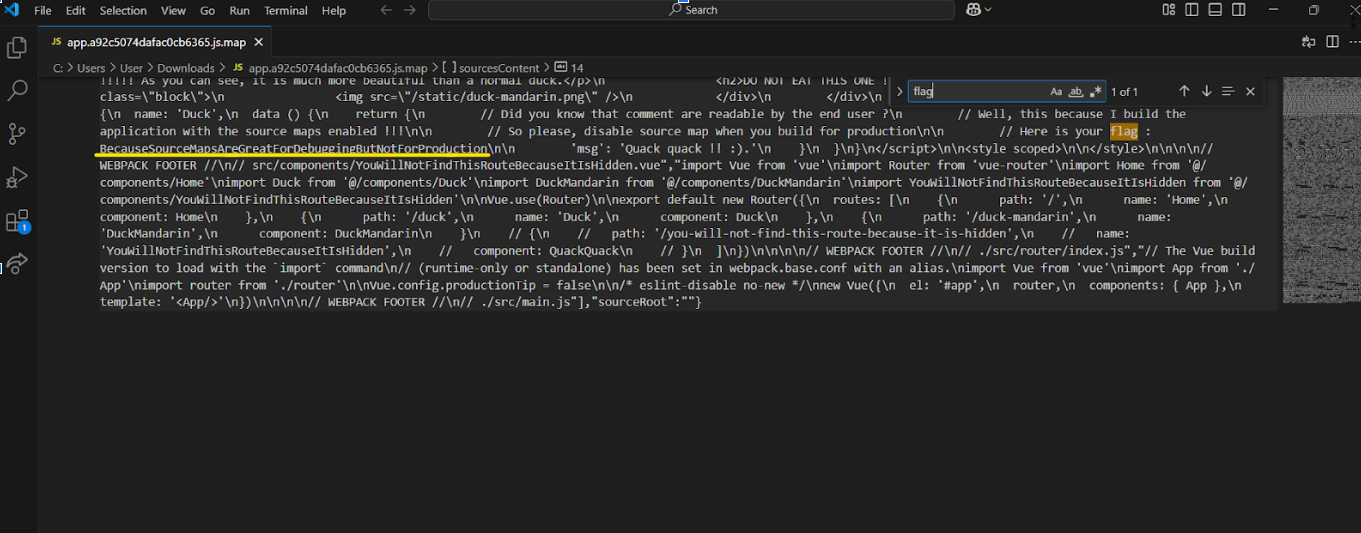 File Edit Selection View Go Run Terminal Help
Search
JS app.a92c5074dafac0cb6365.js.map
C: > Users > User > Downloads > JS app.a92c5074dafac0cb6365.js.map > [ ] sourcesContent > abc 14
flag
Aa ab 1 of 1
!!!!! As you can see, it is much more beautiful than a normal duck.</p>\n <h2>DO NOT EAT THIS ONE !
class=\"block\">\n <img src=\"/static/duck-mandarin.png\" />\n </div>\n </div>\n
{\n name: 'Duck',\n data () {\n return {\n // Did you know that comment are readable by the end user ?\n // Well, this because I build the
application with the source maps enabled !!!\n\n // So please, disable source map when you build for production\n\n // Here is your flag :
BecauseSourceMapsAreGreatForDebuggingButNotForProduction\n\n 'msg': 'Quack quack !! :).'\n }\n }\n}\n</script>\n\n<style scoped>\n\n</style>\n\n\n\n//
WEBPACK FOOTER //\n// src/components/YouWillNotFindThisRouteBecauseItIsHidden.vue","import Vue from 'vue'\nimport Router from 'vue-router'\nimport Home from '@/
components/Home'\nimport Duck from '@/components/Duck'\nimport DuckMandarin from '@/components/DuckMandarin'\nimport YouWillNotFindThisRouteBecauseItIsHidden from '@/
components/YouWillNotFindThisRouteBecauseItIsHidden'\n\nVue.use(Router)\n\nexport default new Router({\n routes: [\n {\n path: '/',\n name: 'Home',\n
component: Home\n },\n {\n path: '/duck',\n name: 'Duck',\n component: Duck\n },\n {\n path: '/duck-mandarin',\n name:
'DuckMandarin',\n component: DuckMandarin\n }\n // {\n // path: '/you-will-not-find-this-route-because-it-is-hidden',\n // name:
'YouWillNotFindThisRouteBecauseItIsHidden',\n // component: QuackQuack\n // }\n ]\n})\n\n\n\n// WEBPACK FOOTER //\n// ./src/router/index.js","// The Vue build
version to load with the `import` command\n// (runtime-only or standalone) has been set in webpack.base.conf with an alias.\nimport Vue from 'vue'\nimport App from './
App'\nimport router from './router'\n\nVue.config.productionTip = false\n\n/* eslint-disable no-new */\nnew Vue({\n el: '#app',\n router,\n components: { App },\n
template: '<App/>'\n})\n\n\n\n// WEBPACK FOOTER //\n// ./src/main.js"],"sourceRoot":""}
1